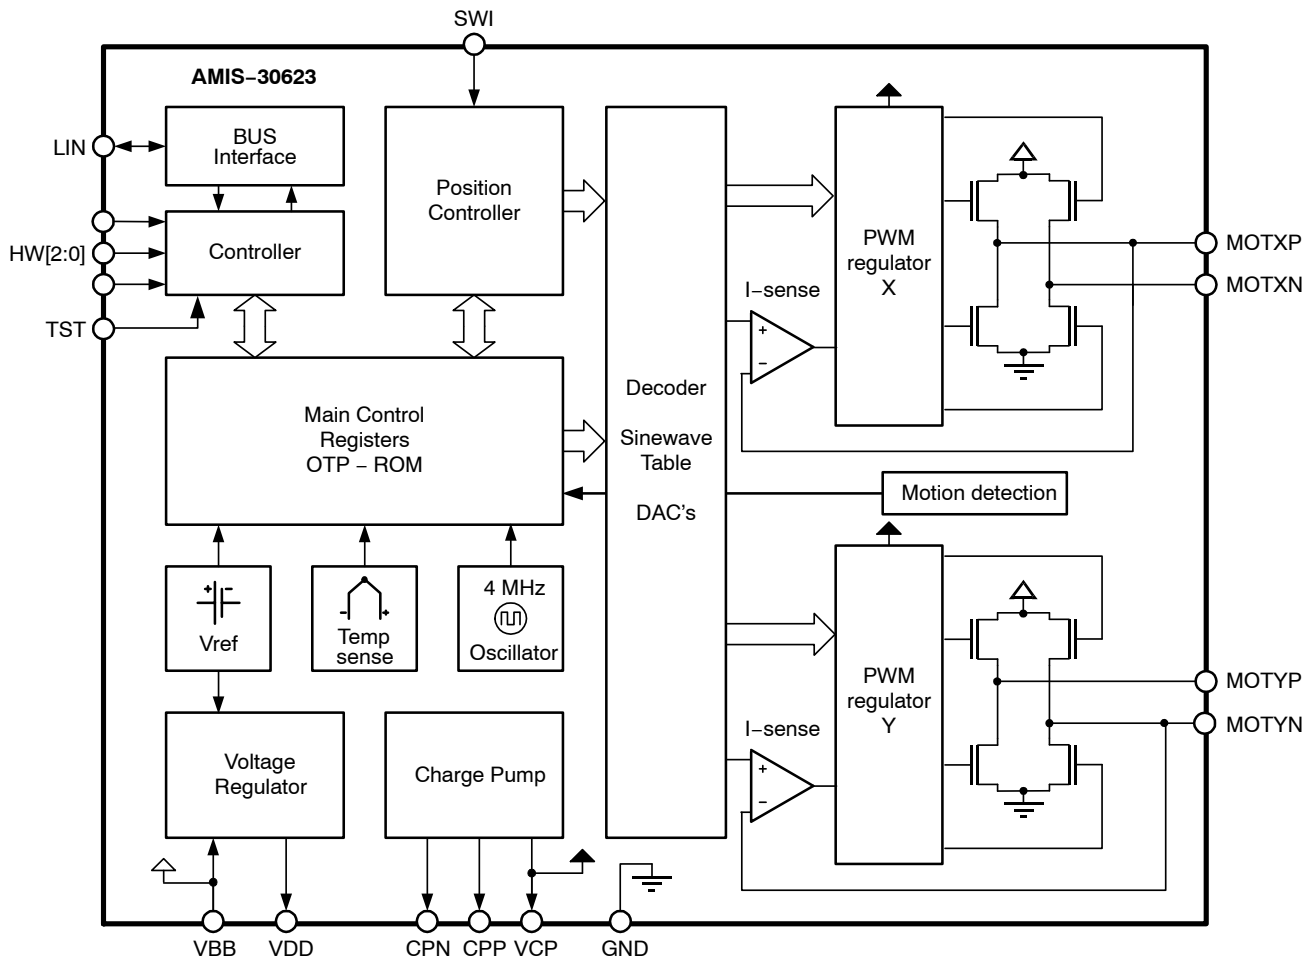 SWI
AMIS–30623
LIN
BUS
Interface
HW[2:0]
Controller
TST
Position
Controller
Main Control
Registers
OTP – ROM
+ –
Vref
– +
Temp
sense
4 MHz
Oscillator
Voltage
Regulator
Charge Pump
Decoder
Sinewave
Table
DAC's
I–sense
+
–
PWM
regulator
X
MOTXP
MOTXN
Motion detection
I–sense
+
–
PWM
regulator
Y
MOTYP
MOTYN
VBB
VDD
CPN
CPP
VCP
GND